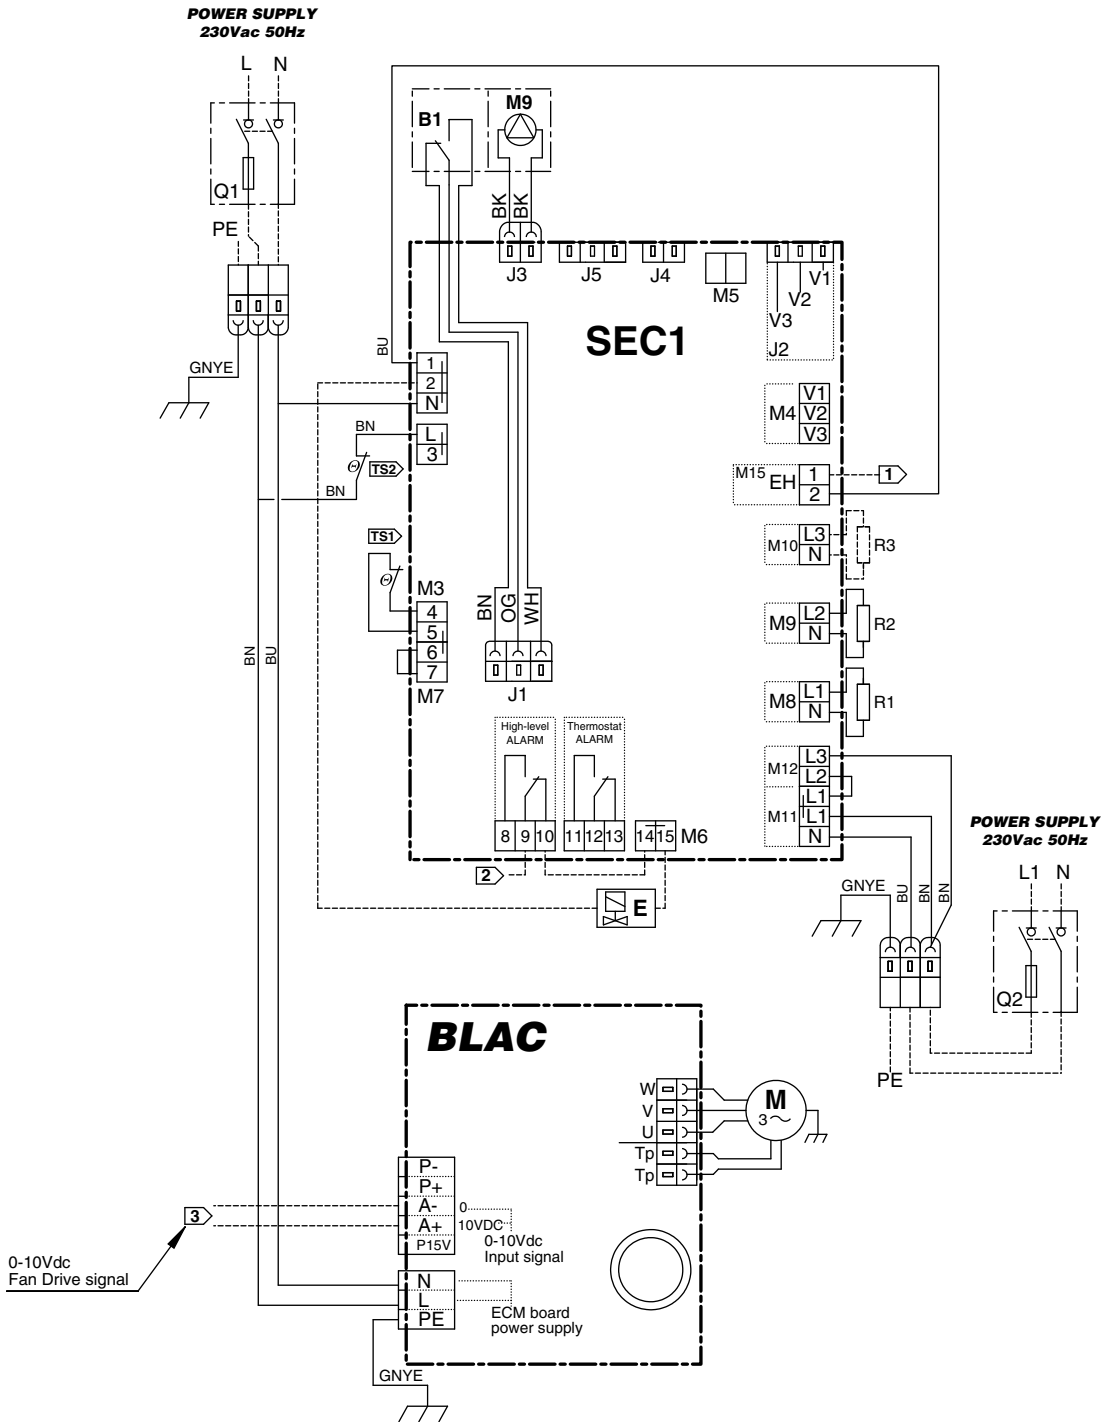 POWER SUPPLY
230Vac 50Hz
L N
Q1
PE
GNYE
B1
M9
BK
BK
J3
J5
J4
M5
V1
V2
V3
J2
SEC1
BU
1
2
N
BN
L
3
TS2
BN
TS1
M3
4
5
6
7
M7
BN
BU
BN
OG
WH
J1
M4
V1
V2
V3
M15
EH
1
2
1
M10
L3
N
R3
M9
L2
N
R2
M8
L1
N
R1
M12
L3
L2
M11
L1
L1
N
High-level
ALARM
Thermostat
ALARM
8 9 10
11 12 13
14 15
M6
2
E
POWER SUPPLY
230Vac 50Hz
L1 N
Q2
GNYE
BU
BN
BN
PE
BLAC
W
V
U
Tp
Tp
M
3
P-
P+
A-
A+
P15V
0
10VDC
0-10Vdc
Input signal
3
0-10Vdc
Fan Drive signal
N
L
PE
ECM board
power supply
GNYE